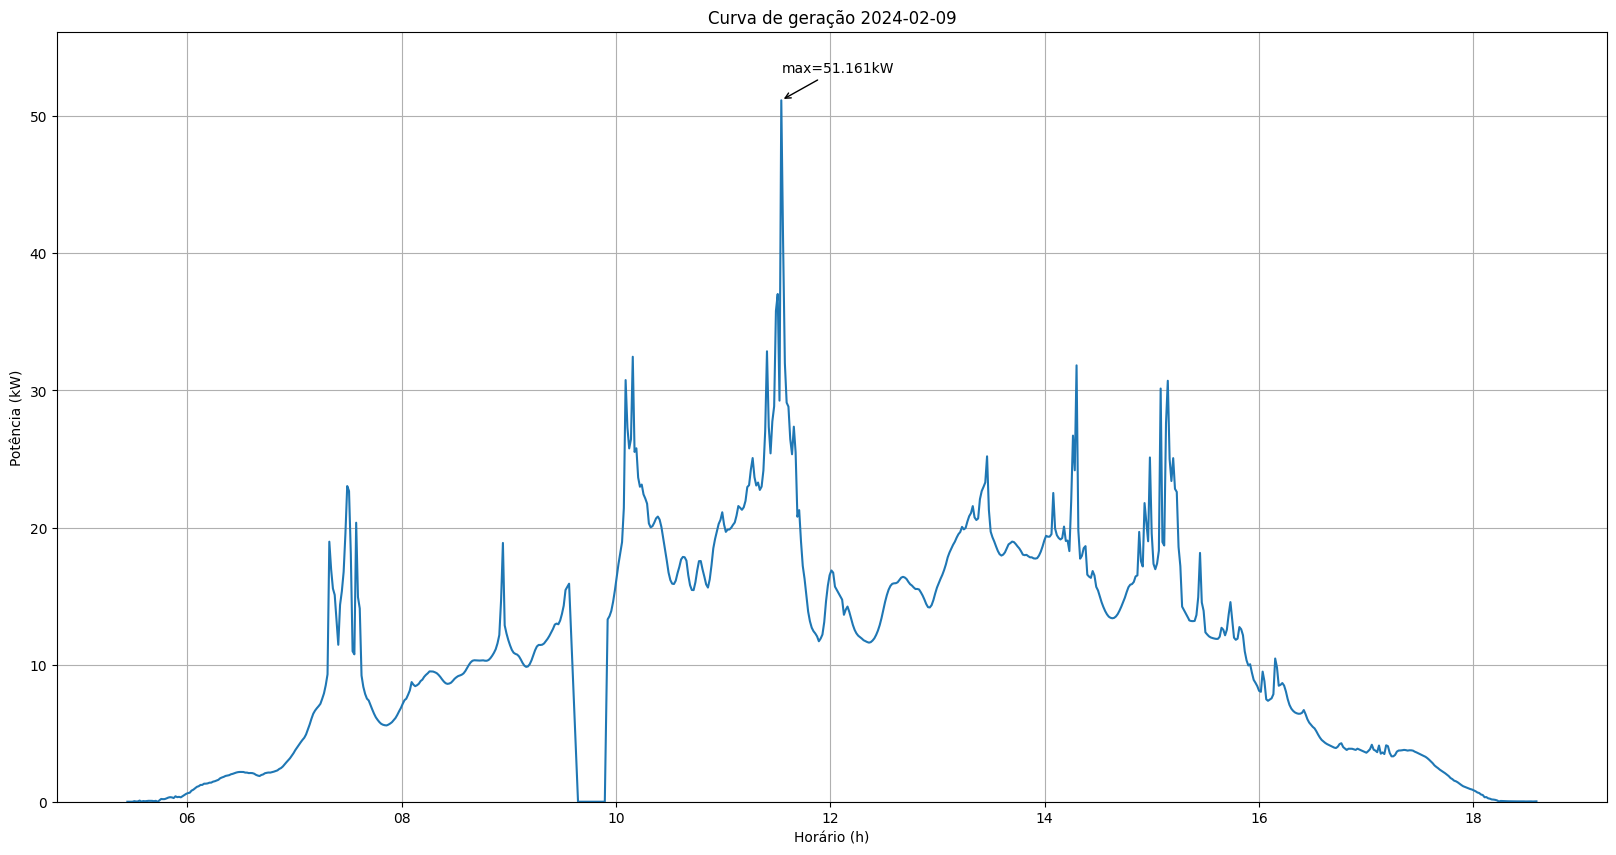 Curva de geração 2024-02-09
max=51.161kW
Potência (kW)
50
40
30
20
10
0
06 08 10 12 14 16 18
Horário (h)